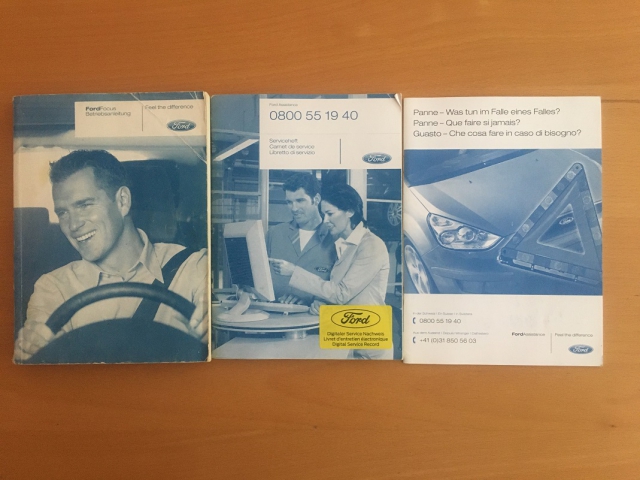 FordFocus
Betriebsanleitung
Feel the difference
Ford
FordAssistance
0800 55 19 40
Serviceheft
Carnet de service
Libretto di servizio
Ford
Ford
Digitaler Service Nachweis
Livret d'entretien électronique
Digital Service Record
Panne – Was tun im Falle eines Falles?
Panne – Que faire si jamais?
Guasto – Che cosa fare in caso di bisogno?
0800 55 19 40
+41 (0)31 850 56 03
FordAssistance
Feel the difference
Ford